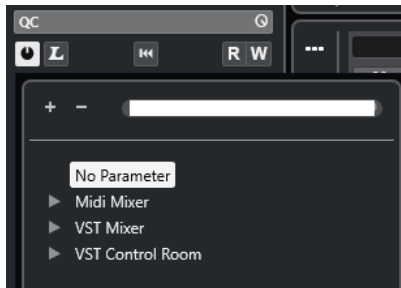 QC
L R W ...
+ −
No Parameter
Midi Mixer
VST Mixer
VST Control Room